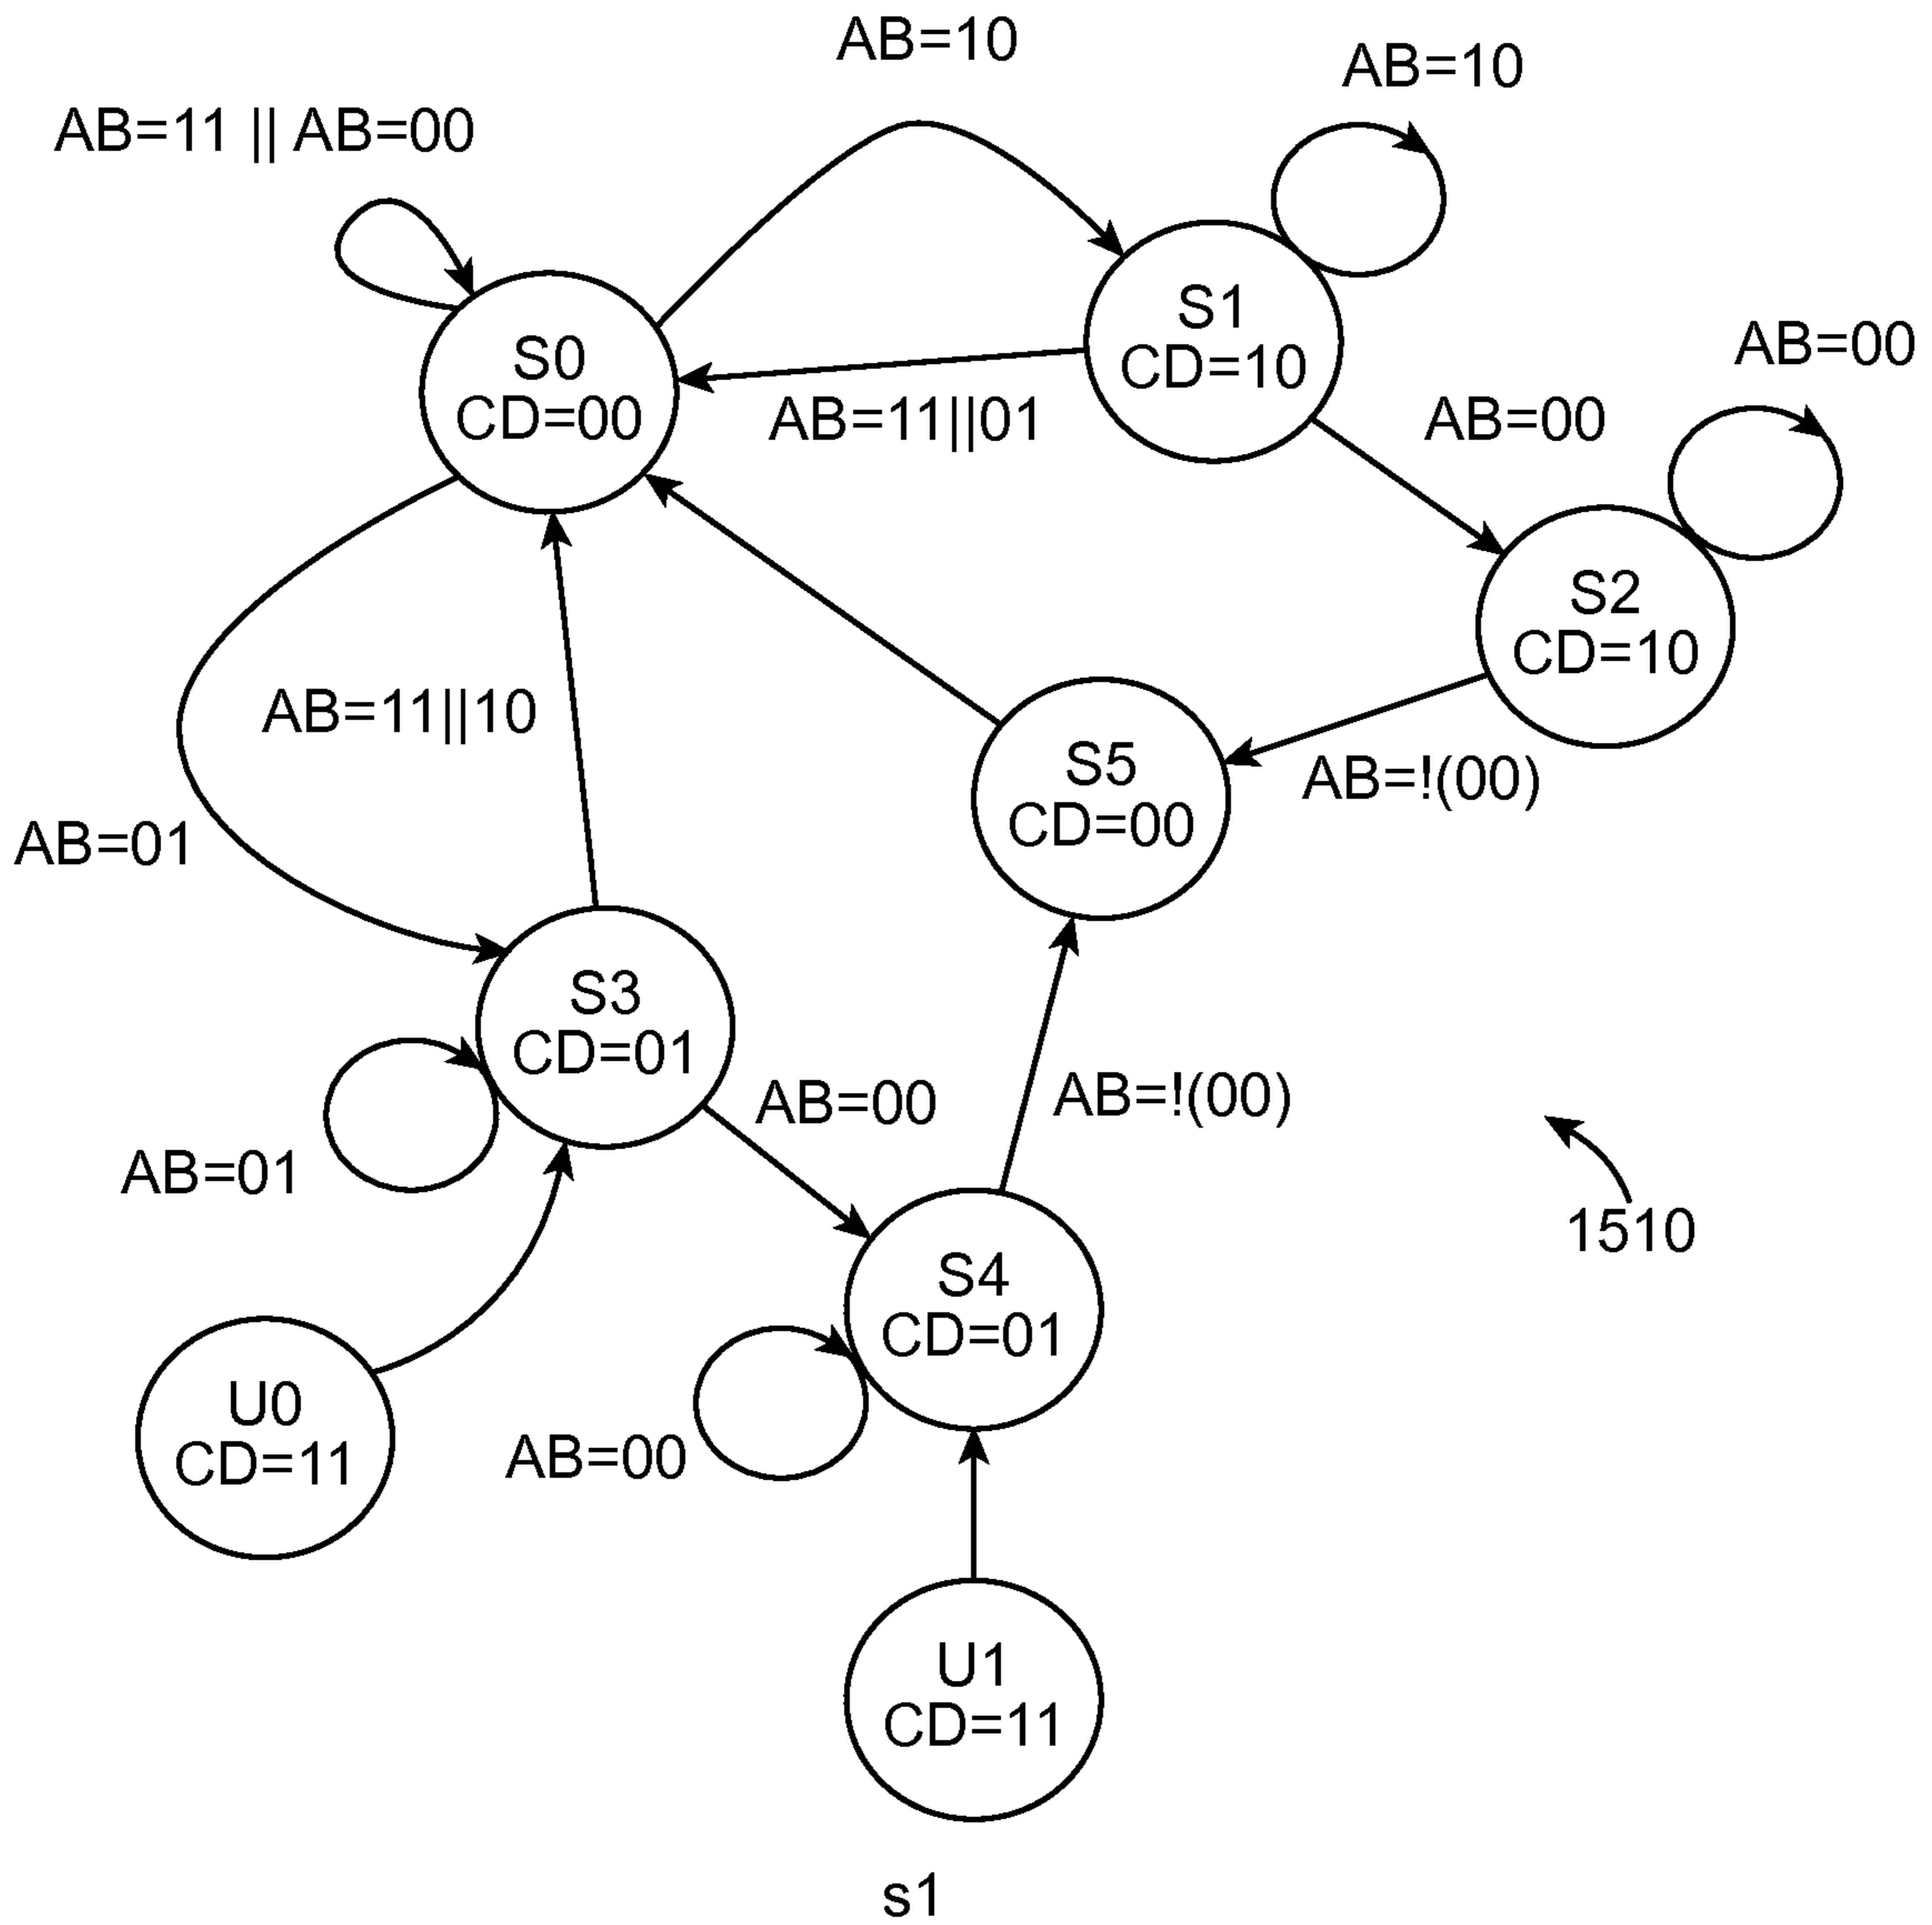 AB=10
AB=10
AB=11 || AB=00
S1
CD=10
S0
CD=00
AB=00
AB=11||01
AB=00
S2
CD=10
AB=11||10
S5
CD=00
AB=!(00)
AB=01
S3
CD=01
AB=00
AB=!(00)
AB=01
1510
S4
CD=01
U0
CD=11
AB=00
U1
CD=11
s1